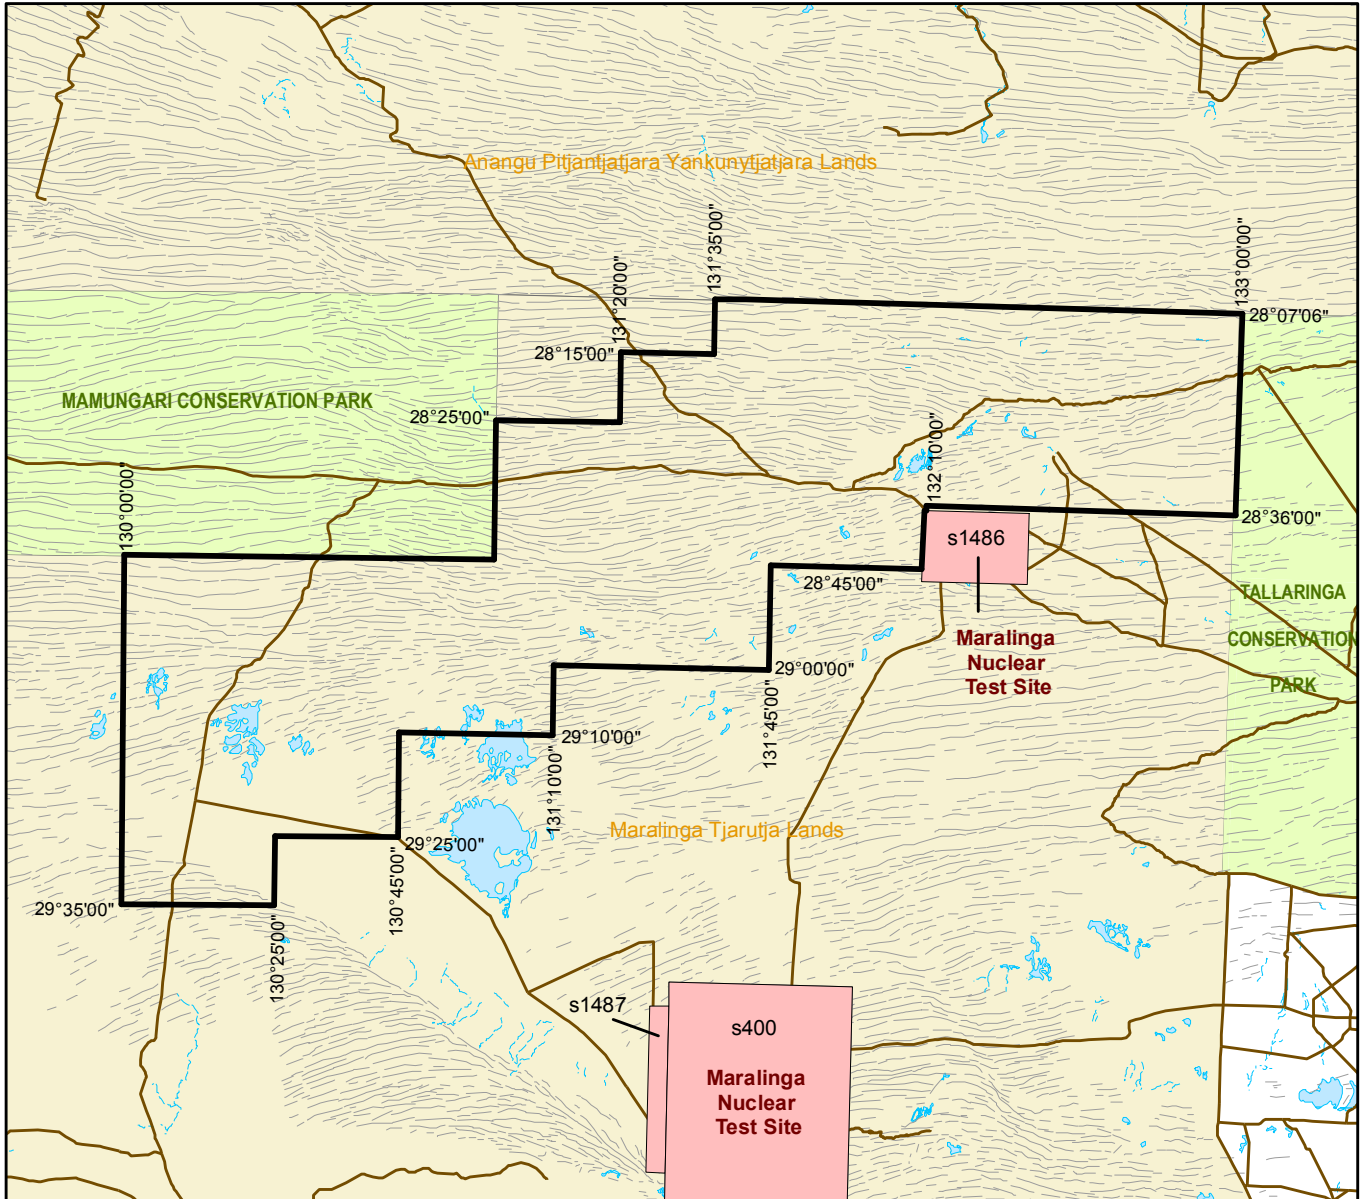 Anangu Pitjantjatjara Yankunytjatjara Lands
131°35'00"
133°00'00"
131°20'00"
28°07'06"
28°15'00"
MAMUNGARI CONSERVATION PARK
28°25'00"
132°10'00"
130°00'00"
28°36'00"
s1486
28°45'00"
TALLARINGA
CONSERVATION
PARK
Maralinga
Nuclear
Test Site
29°00'00"
131°45'00"
29°10'00"
131°10'00"
Maralinga Tjarutja Lands
29°25'00"
130°45'00"
29°35'00"
130°25'00"
s1487
s400
Maralinga
Nuclear
Test Site